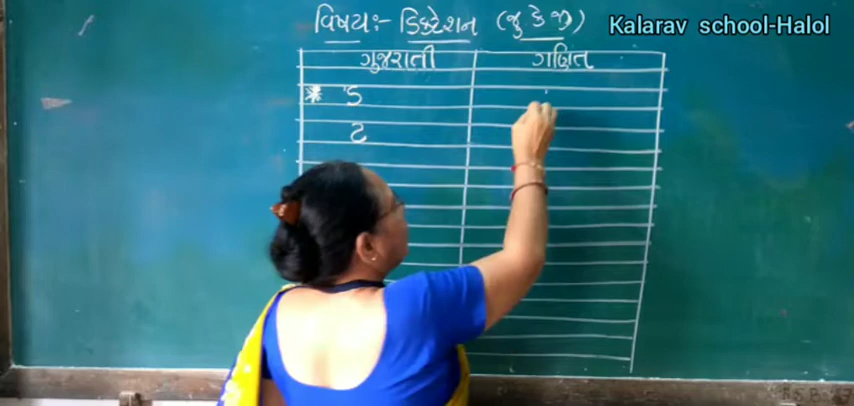 વિષયઃ- ડિક્ટેશન (જુ કે જી)
Kalarav school-Halol
ગુજરાતી ગણિત
* ડ
ટ